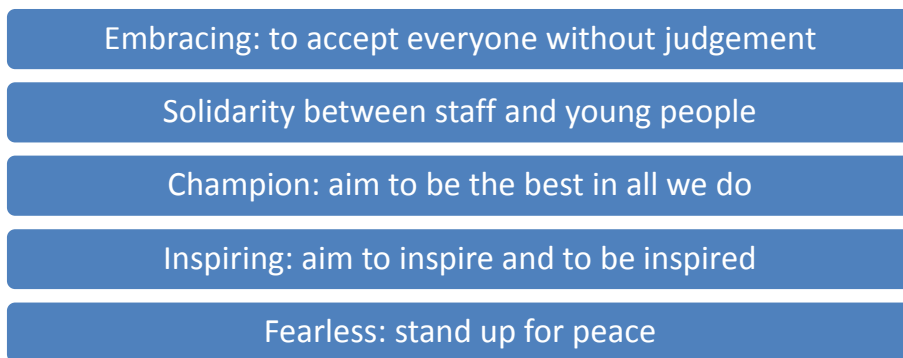 Embracing: to accept everyone without judgement
Solidarity between staff and young people
Champion: aim to be the best in all we do
Inspiring: aim to inspire and to be inspired
Fearless: stand up for peace